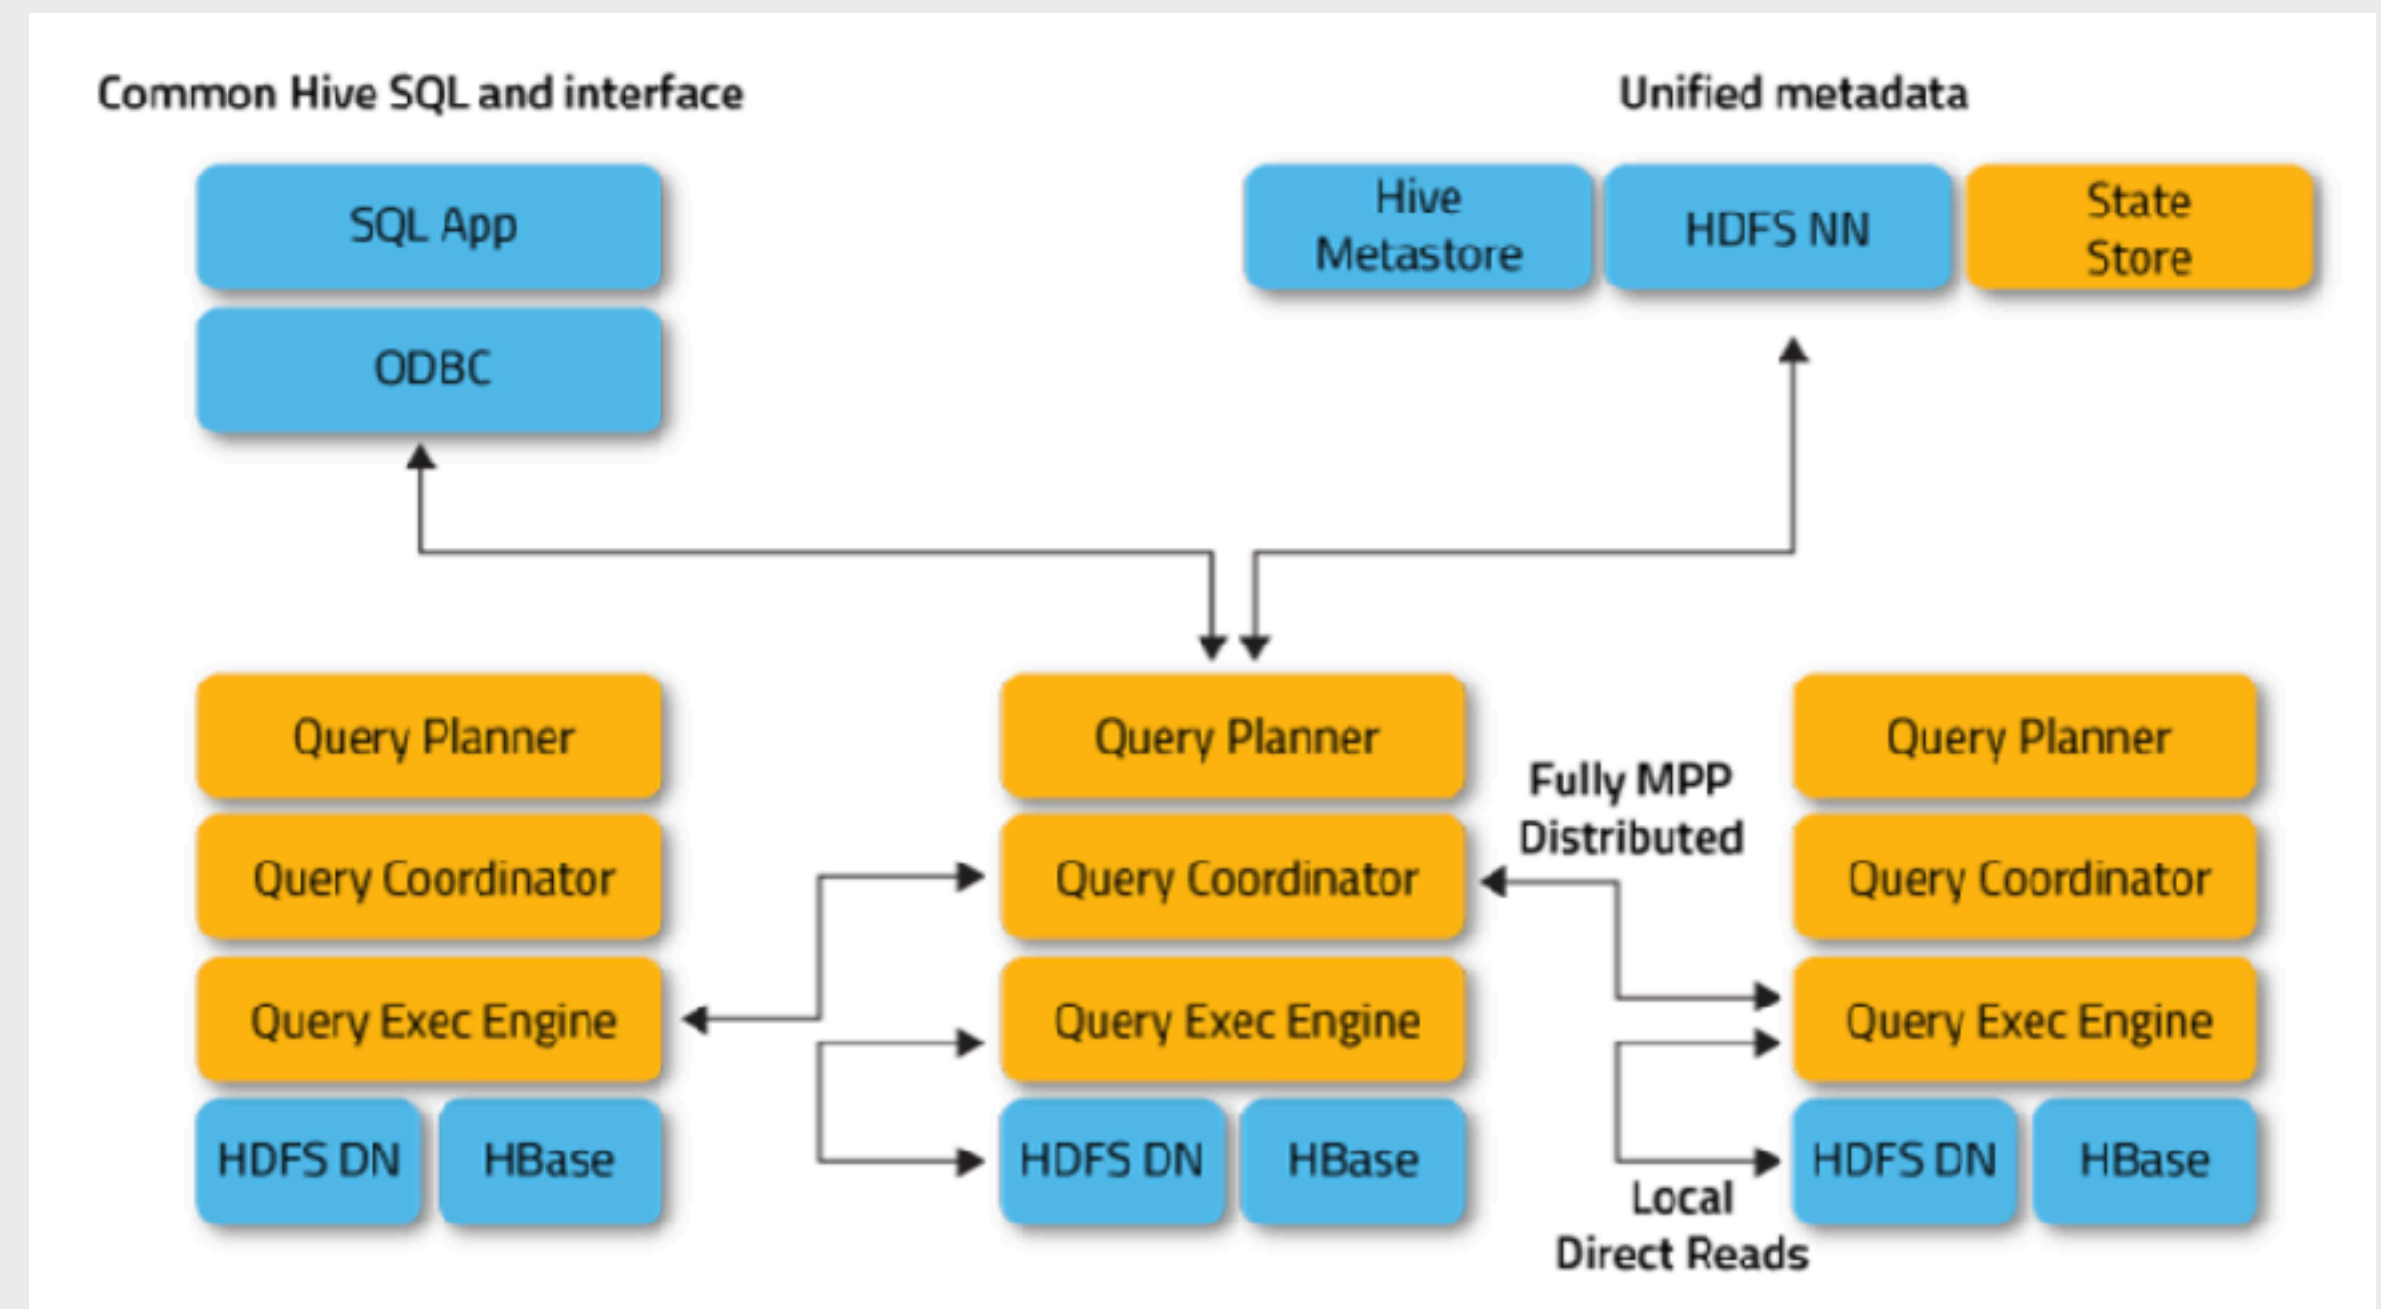 Common Hive SQL and interface
Unified metadata
SQL App
ODBC
Hive
Metastore
HDFS NN
State
Store
Query Planner
Query Coordinator
Query Exec Engine
HDFS DN
HBase
Query Planner
Query Coordinator
Query Exec Engine
HDFS DN
HBase
Fully MPP
Distributed
Local
Direct Reads
Query Planner
Query Coordinator
Query Exec Engine
HDFS DN
HBase